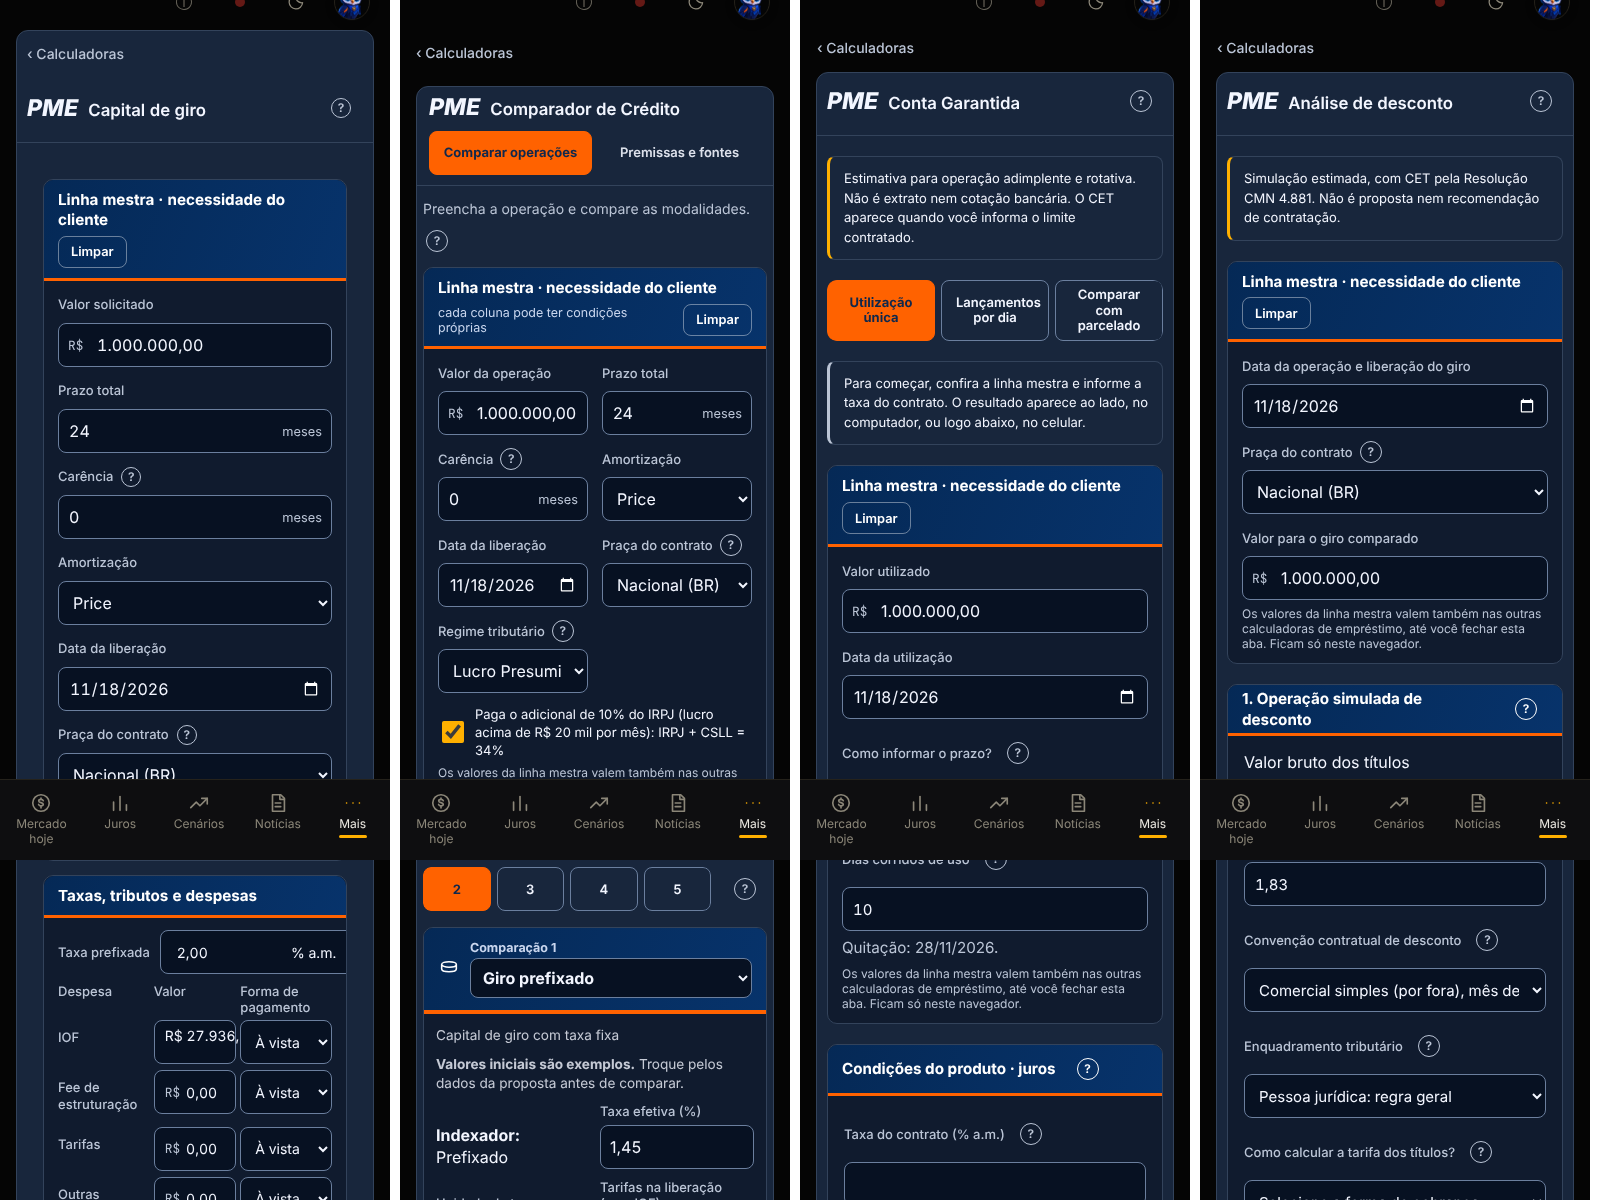 ‹ Calculadoras
PME Capital de giro ?
Linha mestra · necessidade do
cliente
Limpar
Valor solicitado
R$ 1.000.000,00
Prazo total
24 meses
Carência ?
0 meses
Amortização
Price
Data da liberação
11/18/2026
Praça do contrato ?
Nacional (BR)
Mercado
hoje
Juros
Cenários
Notícias
Mais
Taxas, tributos e despesas
Taxa prefixada 2,00 % a.m.
Despesa Valor Forma de
pagamento
IOF R$ 27.936, À vista
Fee de
estruturação R$ 0,00 À vista
Tarifas R$ 0,00 À vista
Outras R$ 0,00 À vista
‹ Calculadoras
PME Comparador de Crédito
Comparar operações Premissas e fontes
Preencha a operação e compare as modalidades.
?
Linha mestra · necessidade do cliente
cada coluna pode ter condições
próprias
Limpar
Valor da operação Prazo total
R$ 1.000.000,00 24 meses
Carência ? Amortização
0 meses Price
Data da liberação Praça do contrato ?
11/18/2026 Nacional (BR)
Regime tributário ?
Lucro Presumi
Paga o adicional de 10% do IRPJ (lucro
acima de R$ 20 mil por mês): IRPJ + CSLL =
34%
Os valores da linha mestra valem também nas outras
Mercado
hoje
Juros
Cenários
Notícias
Mais
2 3 4 5 ?
Comparação 1
Giro prefixado
Capital de giro com taxa fixa
Valores iniciais são exemplos. Troque pelos
dados da proposta antes de comparar.
Taxa efetiva (%)
Indexador:
Prefixado
1,45
Tarifas na liberação
‹ Calculadoras
PME Conta Garantida ?
Estimativa para operação adimplente e rotativa.
Não é extrato nem cotação bancária. O CET
aparece quando você informa o limite
contratado.
Utilização
única
Lançamentos
por dia
Comparar
com
parcelado
Para começar, confira a linha mestra e informe a
taxa do contrato. O resultado aparece ao lado, no
computador, ou logo abaixo, no celular.
Linha mestra · necessidade do cliente
Limpar
Valor utilizado
R$ 1.000.000,00
Data da utilização
11/18/2026
Como informar o prazo? ?
Mercado
hoje
Juros
Cenários
Notícias
Mais
Dias corridos de uso ?
10
Quitação: 28/11/2026.
Os valores da linha mestra valem também nas outras
calculadoras de empréstimo, até você fechar esta
aba. Ficam só neste navegador.
Condições do produto · juros ?
Taxa do contrato (% a.m.) ?
‹ Calculadoras
PME Análise de desconto ?
Simulação estimada, com CET pela Resolução
CMN 4.881. Não é proposta nem recomendação
de contratação.
Linha mestra · necessidade do cliente
Limpar
Data da operação e liberação do giro
11/18/2026
Praça do contrato ?
Nacional (BR)
Valor para o giro comparado
R$ 1.000.000,00
Os valores da linha mestra valem também nas outras
calculadoras de empréstimo, até você fechar esta
aba. Ficam só neste navegador.
1. Operação simulada de
desconto ?
Valor bruto dos títulos
Mercado
hoje
Juros
Cenários
Notícias
Mais
1,83
Convenção contratual de desconto ?
Comercial simples (por fora), mês de
Enquadramento tributário ?
Pessoa jurídica: regra geral
Como calcular a tarifa dos títulos? ?